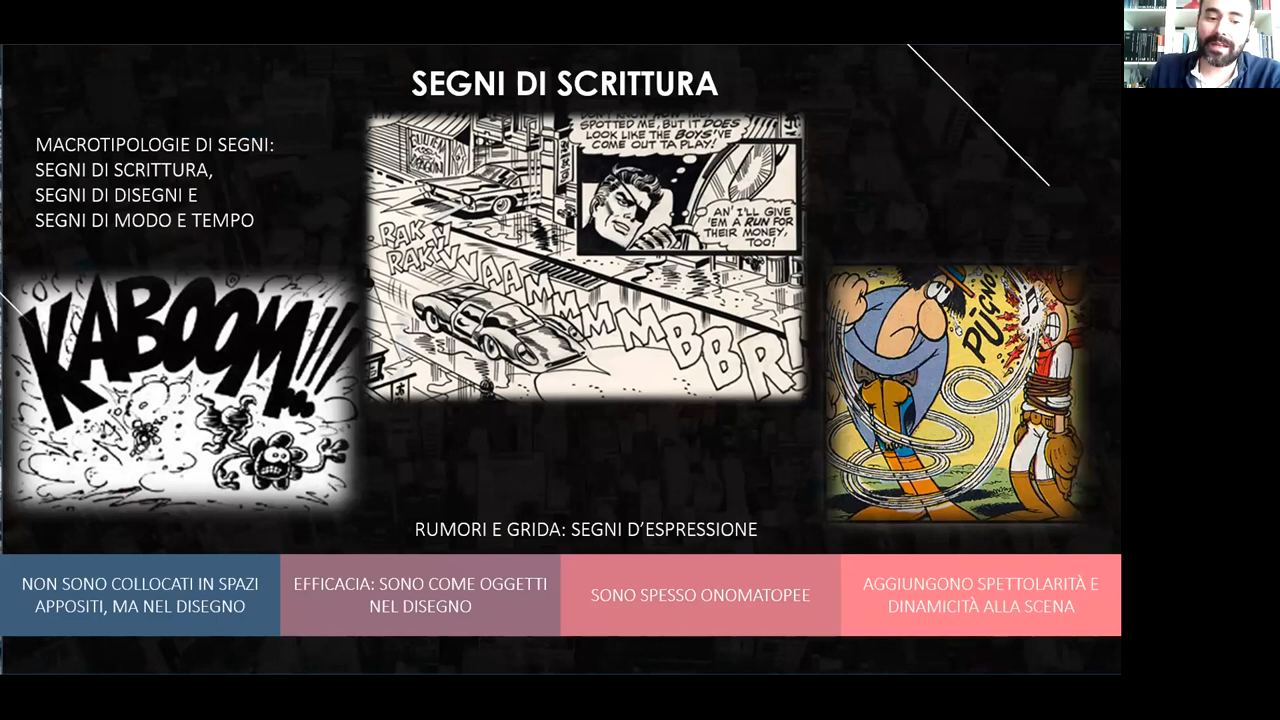 SEGNI DI SCRITTURA
MACROTIPOLOGIE DI SEGNI:
SEGNI DI SCRITTURA,
SEGNI DI DISEGNI E
SEGNI DI MODO E TEMPO
SPOTTED ME, BUT IT DOES
LOOK LIKE THE BOYS'VE
COME OUT TA PLAY!
AN' I'LL GIVE
'EM A RUN FOR
THEIR MONEY,
TOO!
RAK
RAKVVVAAMMMMMBBR!
KABOOM!!!
PUGNO!
RUMORI E GRIDA: SEGNI D'ESPRESSIONE
NON SONO COLLOCATI IN SPAZI
APPOSITI, MA NEL DISEGNO
EFFICACIA: SONO COME OGGETTI
NEL DISEGNO
SONO SPESSO ONOMATOPEE
AGGIUNGONO SPETTOLARITÀ E
DINAMICITÀ ALLA SCENA